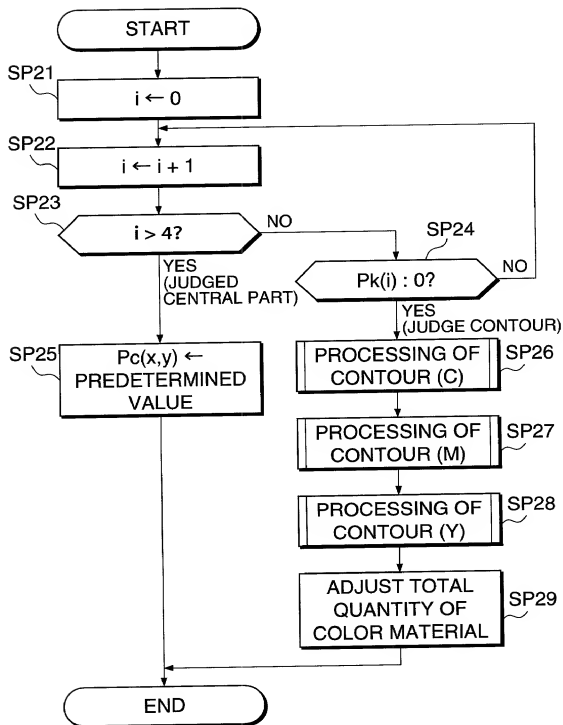 START
SP21
i ← 0
SP22
i ← i + 1
SP23
i > 4?
NO
SP24
Pk(i) : 0?
NO
YES
(JUDGED
CENTRAL PART)
YES
(JUDGE CONTOUR)
SP25
Pc(x,y) ←
PREDETERMINED
VALUE
PROCESSING OF
CONTOUR (C)
SP26
PROCESSING OF
CONTOUR (M)
SP27
PROCESSING OF
CONTOUR (Y)
SP28
ADJUST TOTAL
QUANTITY OF
COLOR MATERIAL
SP29
END